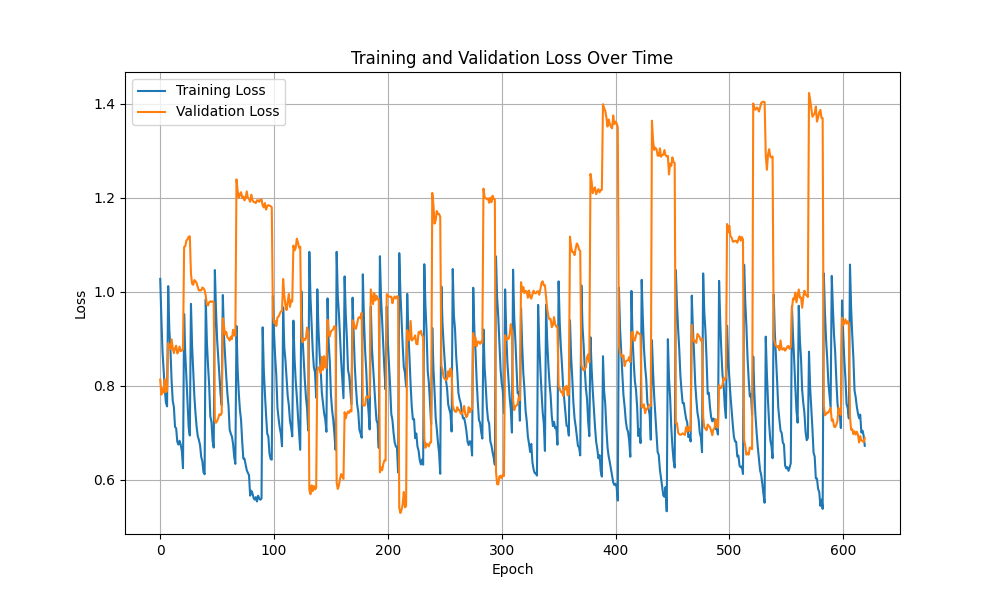 Training and Validation Loss Over Time
Training Loss
Validation Loss
1.4
1.2
1.0
0.8
0.6
Loss
0
100
200
300
400
500
600
Epoch